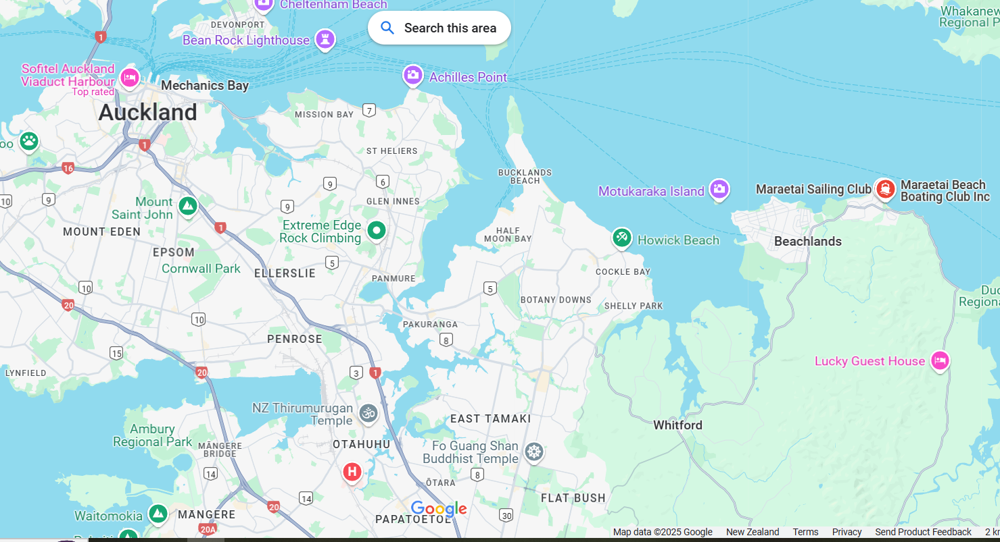 Cheltenham Beach
DEVONPORT
1
Bean Rock Lighthouse
Search this area
Whakanew
Regional P
Sofitel Auckland
Viaduct Harbour
Top rated
Mechanics Bay
Achilles Point
Auckland
MISSION BAY
7
oo
1
ST HELIERS
16
BUCKLANDS
BEACH
9
6
Motukaraka Island
Maraetai Sailing Club
Maraetai Beach
Boating Club Inc
10
9
Mount
Saint John
9
GLEN INNES
1
Extreme Edge
Rock Climbing
MOUNT EDEN
HALF
MOON BAY
Howick Beach
Beachlands
EPSOM
Cornwall Park
5
ELLERSLIE
PANMURE
COCKLE BAY
10
5
Duc
Regiona
20
BOTANY DOWNS
SHELLY PARK
10
PAKURANGA
PENROSE
8
15
Lucky Guest House
LYNFIELD
20
3
1
NZ Thirumurugan
Temple
EAST TĀMAKI
Whitford
Ambury
Regional Park
MĀNGERE
BRIDGE
OTAHUHU
Fo Guang Shan
Buddhist Temple
14
H
8
ŌTARA
14
20
FLAT BUSH
Google
Waitomokia
MĀNGERE
PAPATOETOE
30
20A
Map data ©2025 Google
New Zealand
Terms
Privacy
Send Product Feedback